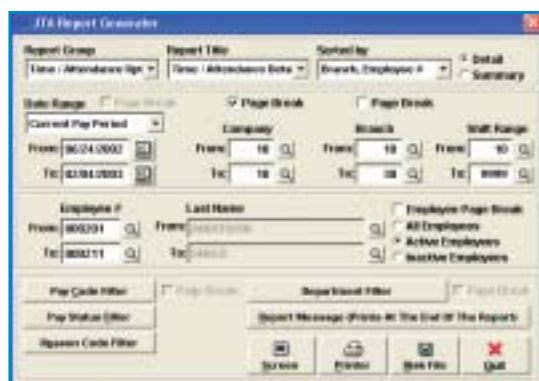 JTA Report Generator
Report Group Report Title Sorted by
Time / Attendance Rpt Time / Attendance Deta Branch, Employee # Detail
Summary
Date Range Page Break Page Break Page Break
Current Pay Period Company Branch Shift Range
From: 06/24/2002 From: 10 From: 10 From: 10
To: 02/04/2003 To: 10 To: 30 To: 9999
Employee # Last Name Employee Page Break
From: From: All Employees
Active Employees
To: To: Inactive Employees
Pay Code Filter Page Break Department Filter Page Break
Pay Status Filter Report Message (Prints At The End Of The Report)
Reason Code Filter
Screen Printer Disk File Quit